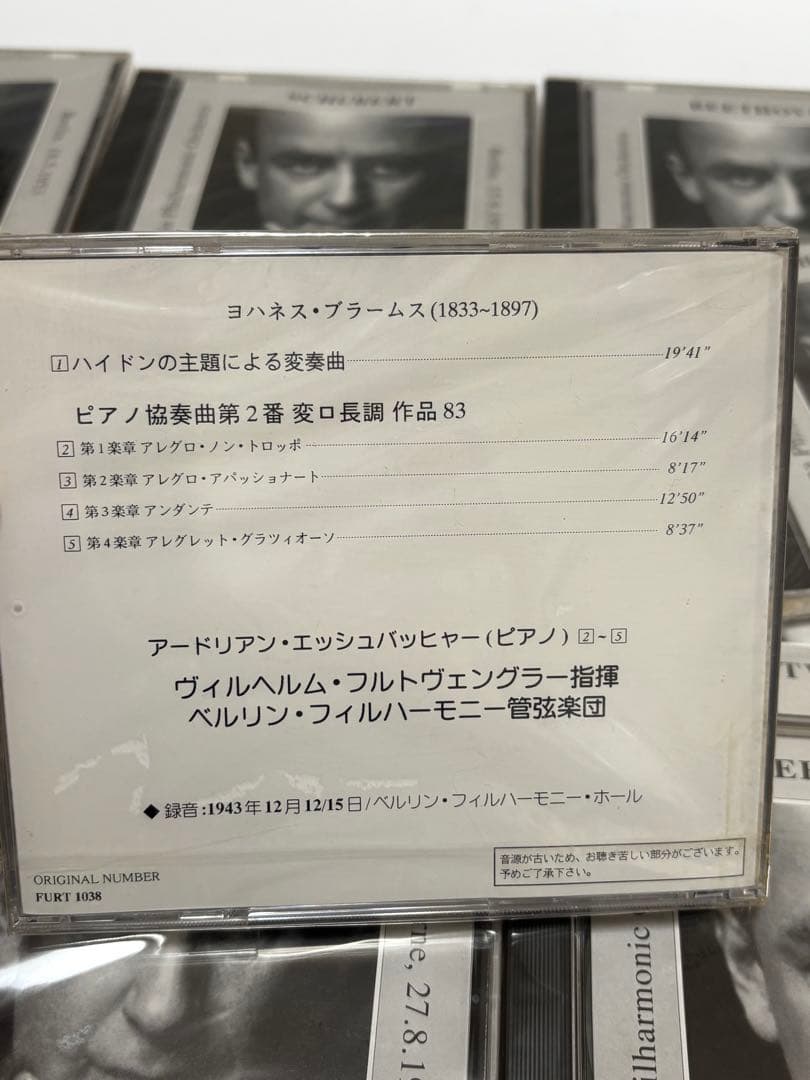 SCHUBERT
BEETHOV
ヨハネス・ブラームス(1833~1897)
1 ハイドンの主題による変奏曲 19'41"
ピアノ協奏曲第2番 変ロ長調 作品83
2 第1楽章 アレグロ・ノン・トロッポ 16'14"
3 第2楽章 アレグロ・アパッショナート 8'17"
4 第3楽章 アンダンテ 12'50"
5 第4楽章 アレグレット・グラツィオーソ 8'37"
アードリアン・エッシュバッヒャー(ピアノ) 2~5
ヴィルヘルム・フルトヴェングラー指揮
ベルリン・フィルハーモニー管弦楽団
◆ 録音:1943年12月12/15日/ベルリン・フィルハーモニー・ホール
音源が古いため、お聴き苦しい部分がございます。
予めご了承下さい。
ORIGINAL NUMBER
FURT 1038
rne, 27.8.19
ilharmonic